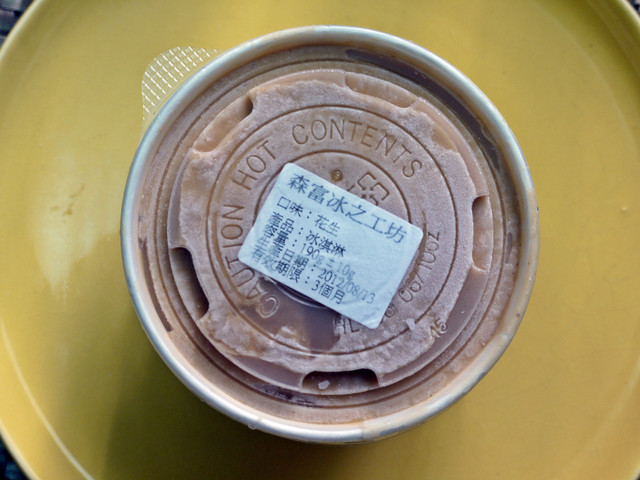 CAUTION HOT CONTENTS
森富冰之工坊
口味：花生
產品：冰淇淋
容量：190g±10g
生產日期：2012/08/13
有效期限：3個月